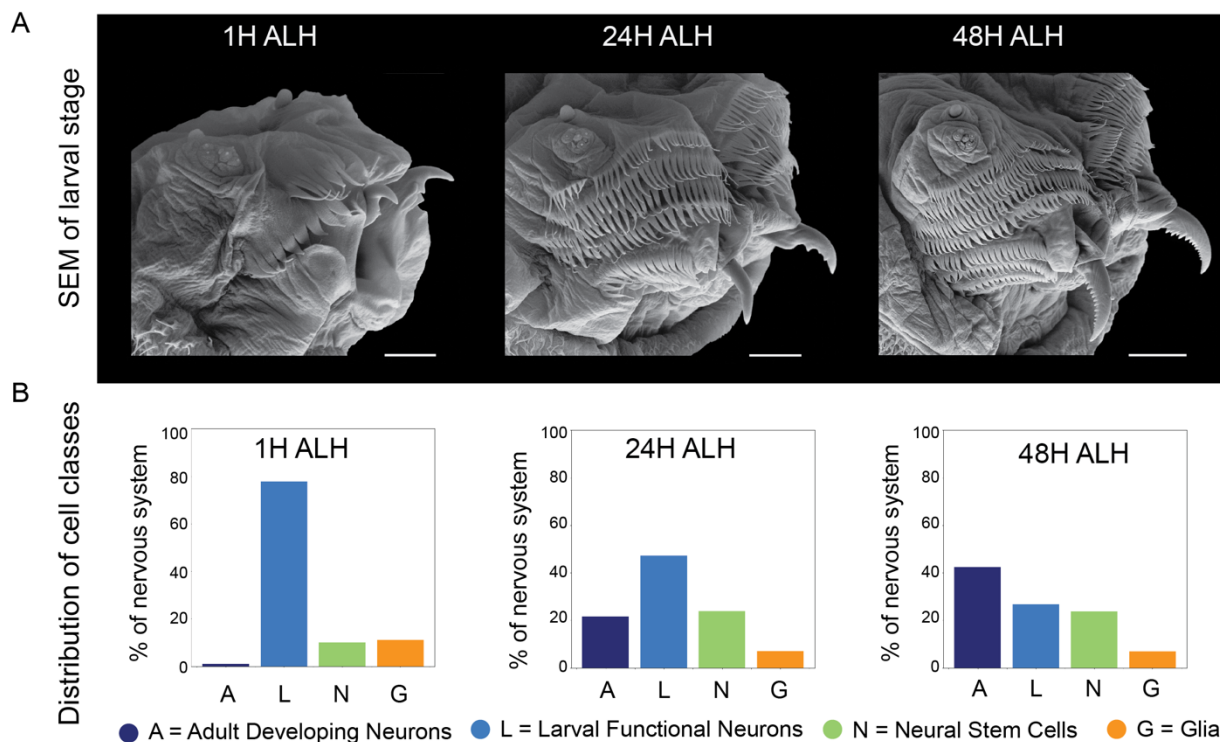 A
1H ALH
24H ALH
48H ALH
SEM of larval stage
B
Distribution of cell classes
% of nervous system
100
80
60
40
20
0
1H ALH
A L N G
% of nervous system
100
80
60
40
20
0
24H ALH
A L N G
% of nervous system
100
80
60
40
20
0
48H ALH
A L N G
A = Adult Developing Neurons L = Larval Functional Neurons N = Neural Stem Cells G = Glia